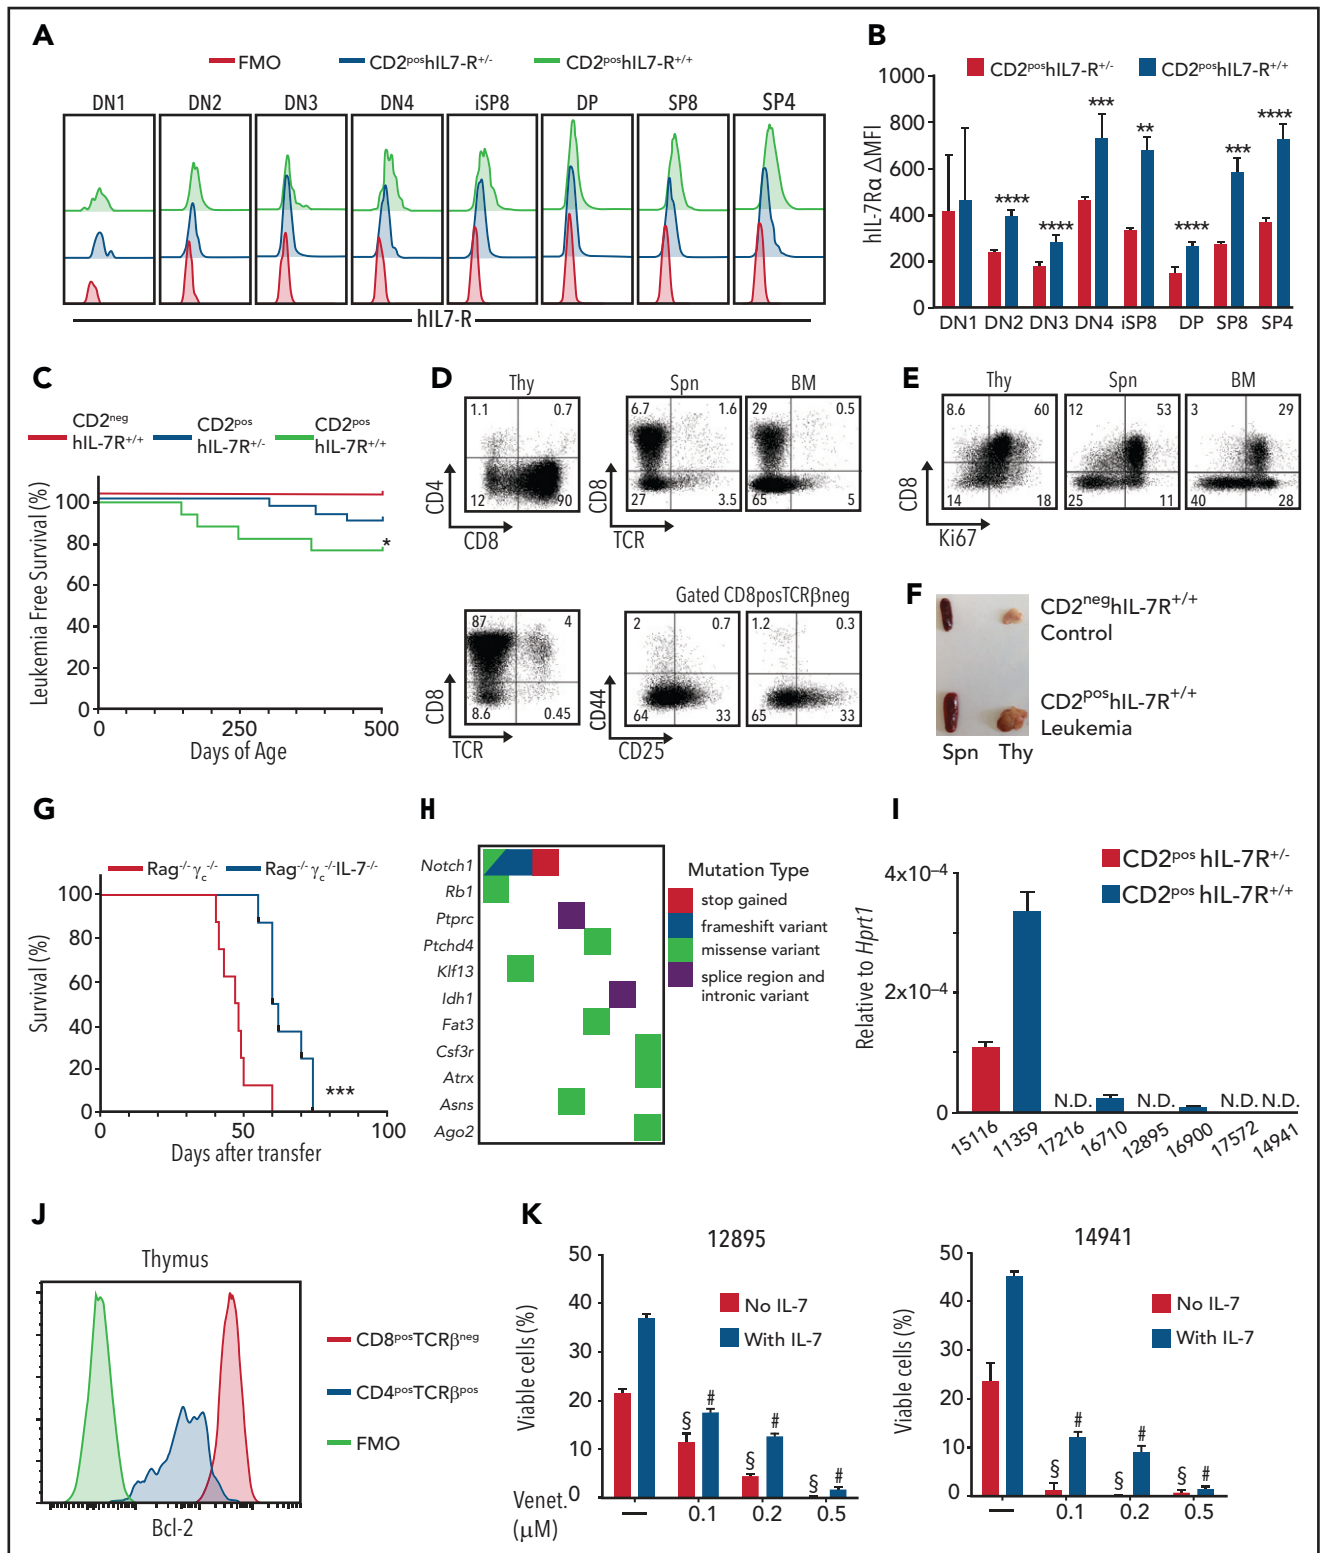 A
FMO
CD2poshIL7-R+/-
CD2poshIL7-R+/+
DN1 DN2 DN3 DN4 iSP8 DP SP8 SP4
hIL7-R
B
CD2poshIL7-R+/-
CD2poshIL7-R+/+
hIL-7Rα ΔMFI
1000
800
600
400
200
0
*** ** **** *** **** **** ****
DN1 DN2 DN3 DN4 iSP8 DP SP8 SP4
C
CD2neg hIL-7R+/+
CD2pos hIL-7R+/-
CD2pos hIL-7R+/+
Leukemia Free Survival (%)
100
80
60
40
20
0
*
0 250 500
Days of Age
D
Thy Spn BM
1.1 0.7
12 90
CD4
CD8
6.7 1.6
27 3.5
29 0.5
65 5
CD8
TCR
87 4
8.6 0.45
CD8
TCR
Gated CD8posTCRβneg
2 0.7
64 33
1.2 0.3
65 33
CD44
CD25
E
Thy Spn BM
8.6 60
14 18
12 53
25 11
3 29
40 28
CD8
Ki67
F
CD2neghIL-7R+/+
Control
CD2poshIL-7R+/+
Leukemia
Spn Thy
G
Rag-/-γc-/-
Rag-/-γc-/-IL-7-/-
Survival (%)
100
80
60
40
20
0
***
0 50 100
Days after transfer
H
Notch1
Rb1
Ptprc
Ptchd4
Klf13
Idh1
Fat3
Csf3r
Atrx
Asns
Ago2
Mutation Type
stop gained
frameshift variant
missense variant
splice region and
intronic variant
I
CD2pos hIL-7R+/-
CD2pos hIL-7R+/+
Relative to Hprt1
4x10−4
2x10−4
0
N.D. N.D. N.D. N.D.
15116 11359 17216 16710 12895 16900 17572 14941
J
Thymus
Bcl-2
CD8posTCRβneg
CD4posTCRβpos
FMO
K
12895
Viable cells (%)
50
40
30
20
10
0
No IL-7
With IL-7
§ # § # § #
Venet.
(μM)
— 0.1 0.2 0.5
14941
Viable cells (%)
50
40
30
20
10
0
No IL-7
With IL-7
§ # § # § #
— 0.1 0.2 0.5